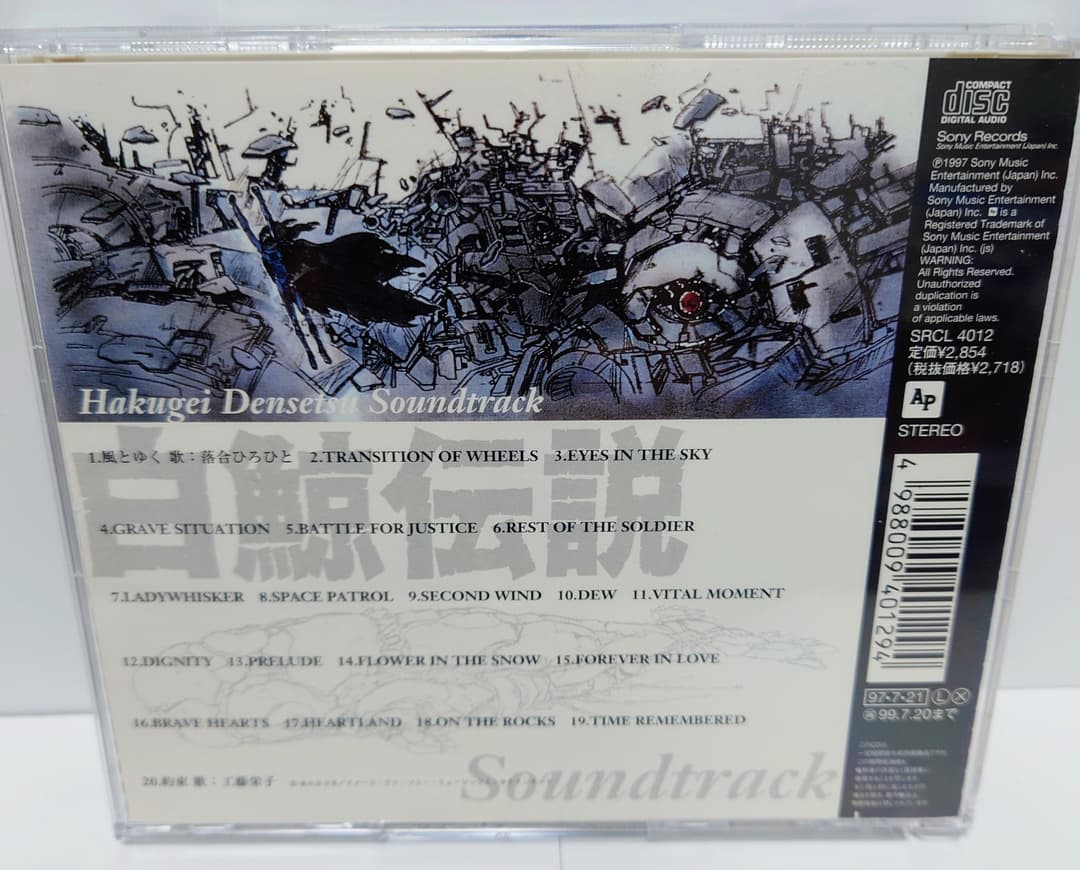 Hakugei Densetsu Soundtrack
白鯨伝説
1.風とゆく 歌：落合ひろひと 2.TRANSITION OF WHEELS 3.EYES IN THE SKY
4.GRAVE SITUATION 5.BATTLE FOR JUSTICE 6.REST OF THE SOLDIER
7.LADYWHISKER 8.SPACE PATROL 9.SECOND WIND 10.DEW 11.VITAL MOMENT
12.DIGNITY 13.PRELUDE 14.FLOWER IN THE SNOW 15.FOREVER IN LOVE
16.BRAVE HEARTS 17.HEARTLAND 18.ON THE ROCKS 19.TIME REMEMBERED
20.約束 歌：工藤栄子
Soundtrack
COMPACT
disc
DIGITAL AUDIO
Sony Records
Sony Music Entertainment (Japan) Inc.
Ⓟ1997 Sony Music
Entertainment (Japan) Inc.
Manufactured by
Sony Music Entertainment
(Japan) Inc. is a
Registered Trademark of
Sony Music Entertainment
(Japan) Inc. (js)
WARNING:
All Rights Reserved.
Unauthorized
duplication is
a violation
of applicable laws.
SRCL 4012
定価¥2,854
(税抜価格¥2,718)
AP
STEREO
4 988009 401294
97・7・21 Ⓛ Ⓧ
99.7.20まで